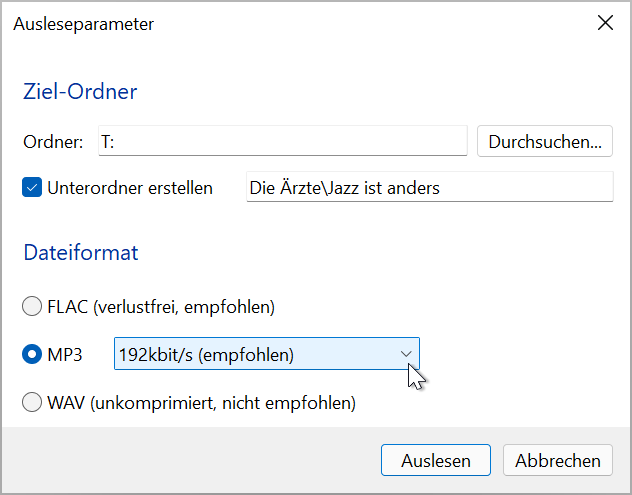 Ausleseparameter
Ziel-Ordner
Ordner: T: Durchsuchen...
Unterordner erstellen Die Ärzte\Jazz ist anders
Dateiformat
FLAC (verlustfrei, empfohlen)
MP3 192kbit/s (empfohlen)
WAV (unkomprimiert, nicht empfohlen)
Auslesen Abbrechen